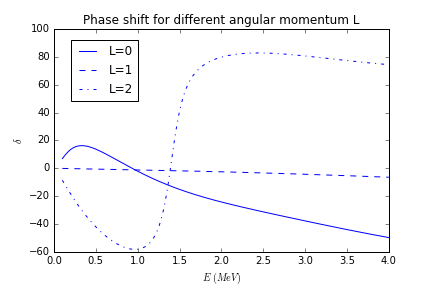 Phase shift for different angular momentum L
100
80
60
40
20
0
−20
−40
−60
δ
L=0
L=1
L=2
0.0 0.5 1.0 1.5 2.0 2.5 3.0 3.5 4.0
E (MeV)